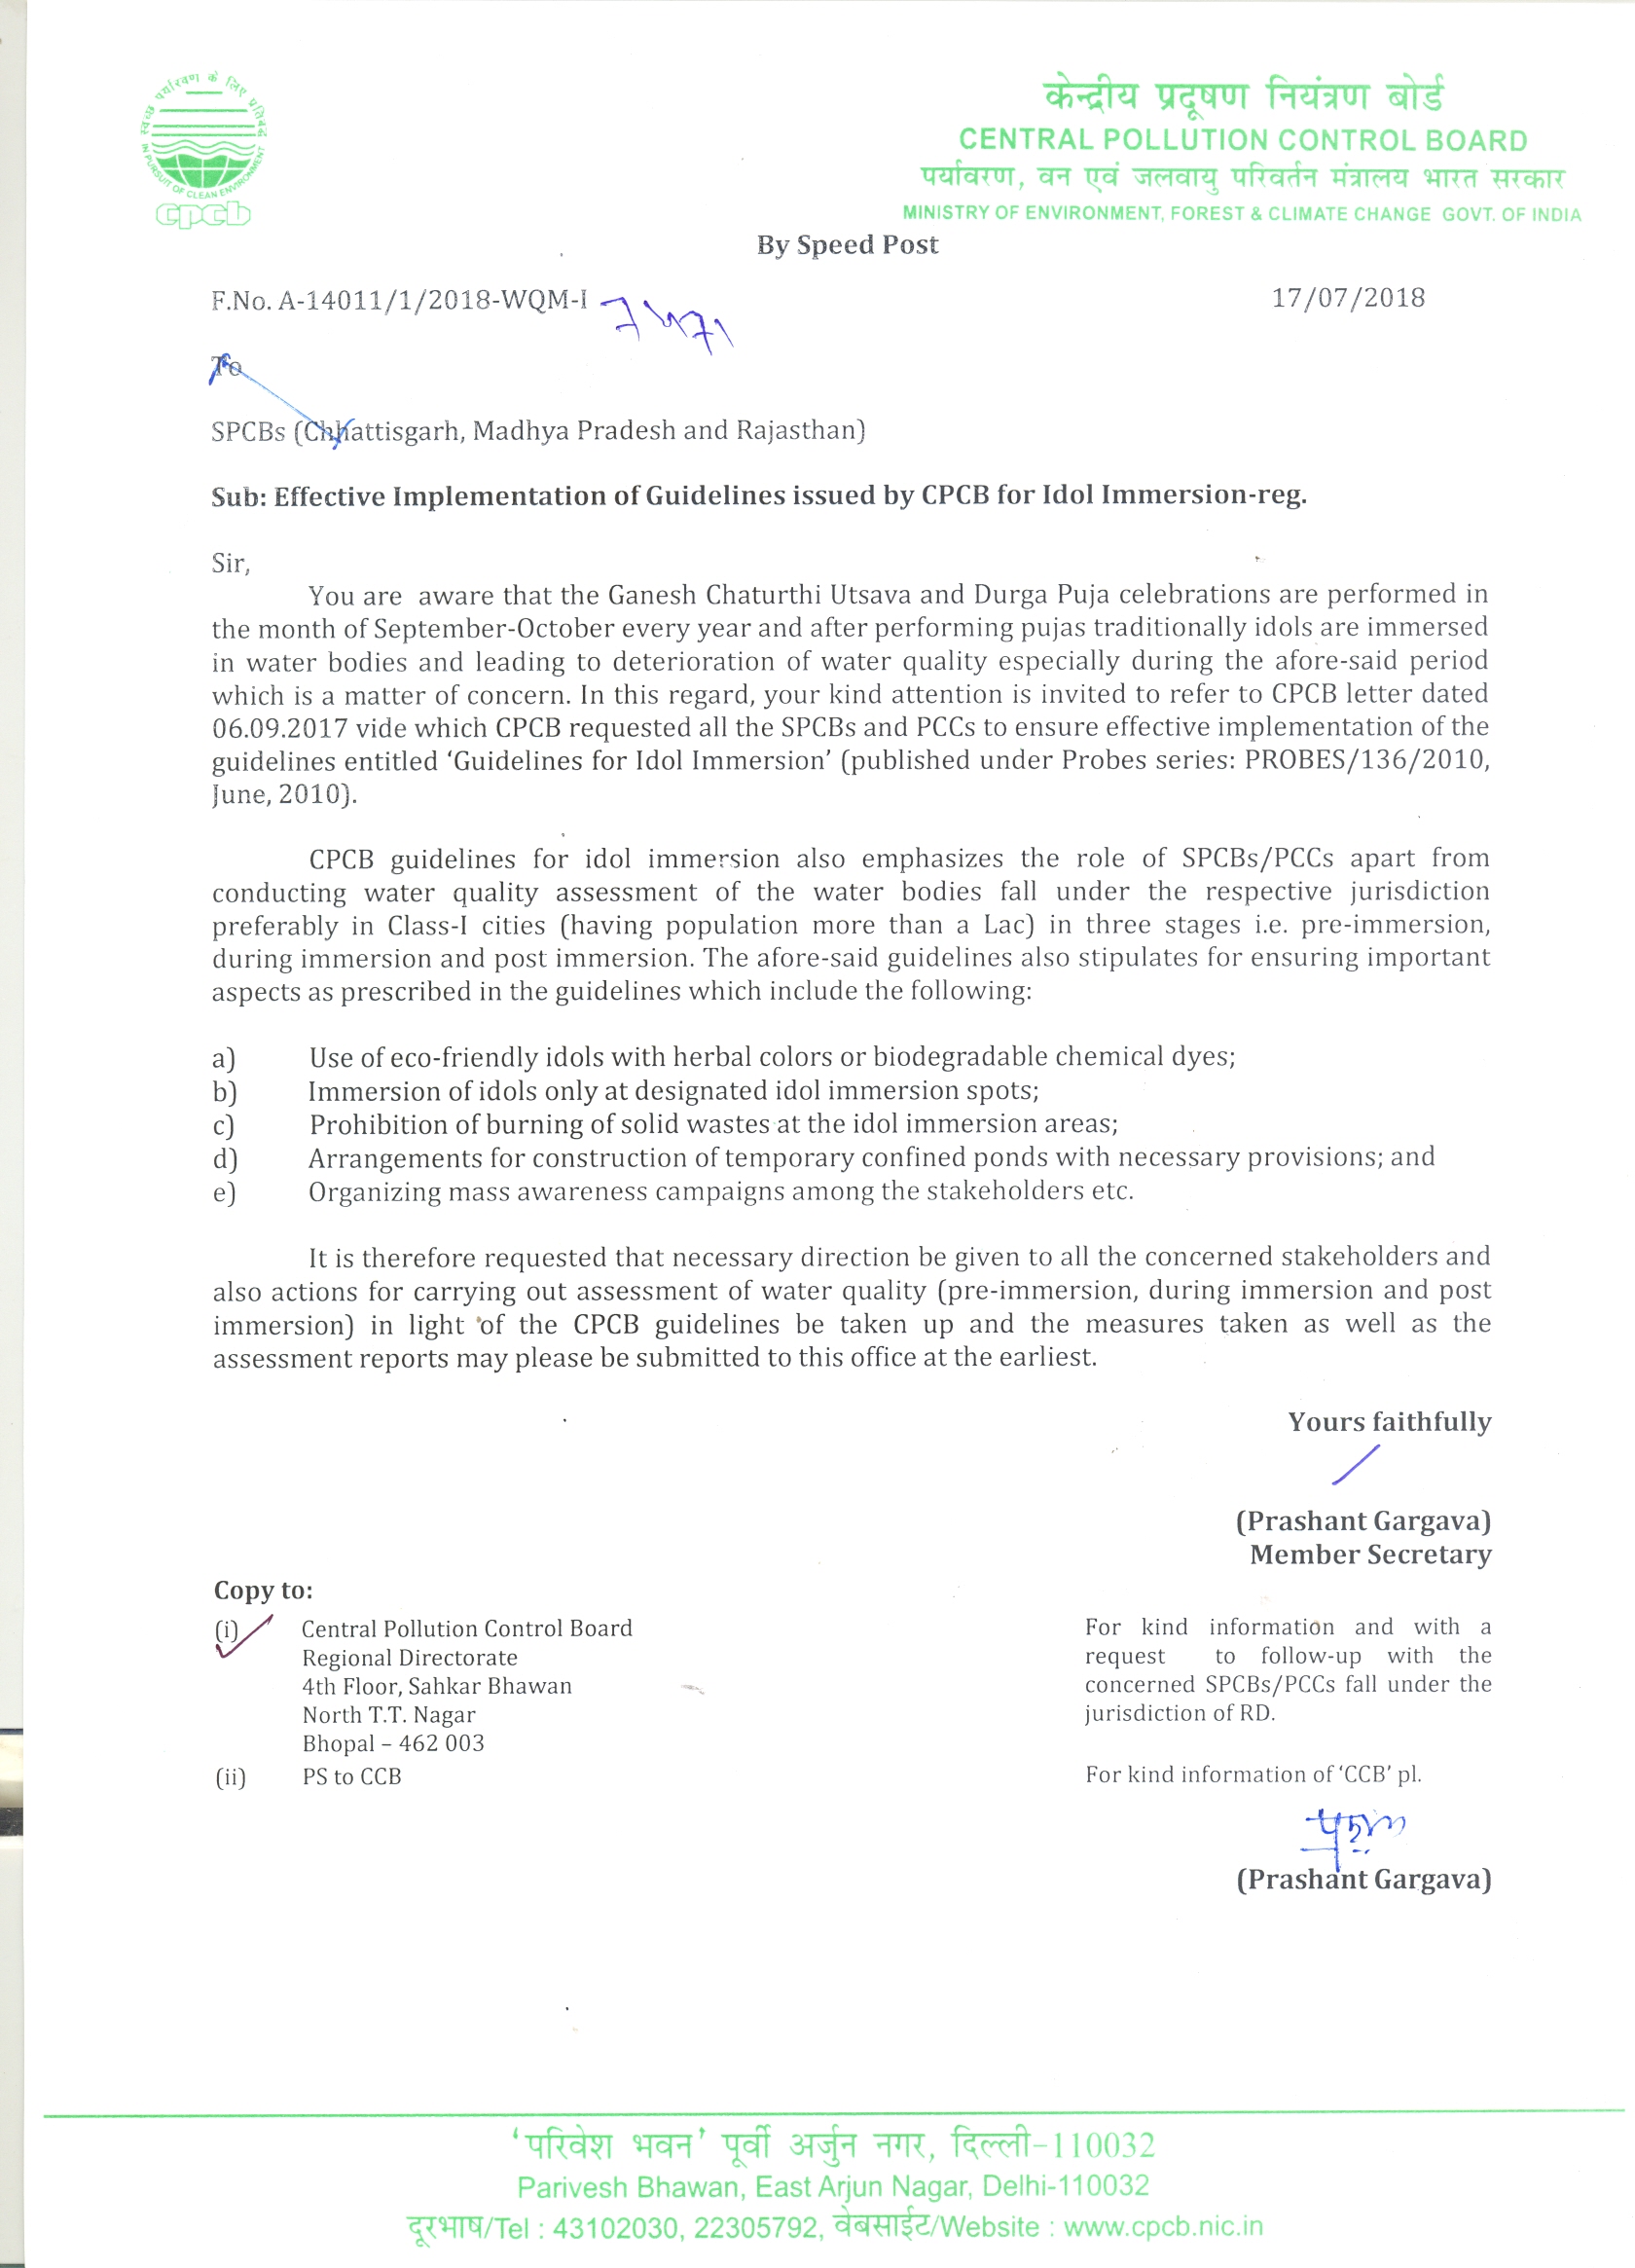 स्वच्छ पर्यावरण के लिए प्रतिबद्ध
IN PURSUIT OF CLEAN ENVIRONMENT
cpcb
केन्द्रीय प्रदूषण नियंत्रण बोर्ड
CENTRAL POLLUTION CONTROL BOARD
पर्यावरण, वन एवं जलवायु परिवर्तन मंत्रालय भारत सरकार
MINISTRY OF ENVIRONMENT, FOREST & CLIMATE CHANGE GOVT. OF INDIA
By Speed Post
F.No. A-14011/1/2018-WQM-I 17/07/2018
To
SPCBs (Chhattisgarh, Madhya Pradesh and Rajasthan)
Sub: Effective Implementation of Guidelines issued by CPCB for Idol Immersion-reg.
Sir,
You are aware that the Ganesh Chaturthi Utsava and Durga Puja celebrations are performed in
the month of September-October every year and after performing pujas traditionally idols are immersed
in water bodies and leading to deterioration of water quality especially during the afore-said period
which is a matter of concern. In this regard, your kind attention is invited to refer to CPCB letter dated
06.09.2017 vide which CPCB requested all the SPCBs and PCCs to ensure effective implementation of the
guidelines entitled ‘Guidelines for Idol Immersion’ (published under Probes series: PROBES/136/2010,
June, 2010).
CPCB guidelines for idol immersion also emphasizes the role of SPCBs/PCCs apart from
conducting water quality assessment of the water bodies fall under the respective jurisdiction
preferably in Class-I cities (having population more than a Lac) in three stages i.e. pre-immersion,
during immersion and post immersion. The afore-said guidelines also stipulates for ensuring important
aspects as prescribed in the guidelines which include the following:
a) Use of eco-friendly idols with herbal colors or biodegradable chemical dyes;
b) Immersion of idols only at designated idol immersion spots;
c) Prohibition of burning of solid wastes at the idol immersion areas;
d) Arrangements for construction of temporary confined ponds with necessary provisions; and
e) Organizing mass awareness campaigns among the stakeholders etc.
It is therefore requested that necessary direction be given to all the concerned stakeholders and
also actions for carrying out assessment of water quality (pre-immersion, during immersion and post
immersion) in light of the CPCB guidelines be taken up and the measures taken as well as the
assessment reports may please be submitted to this office at the earliest.
Yours faithfully
(Prashant Gargava)
Member Secretary
Copy to:
(i) Central Pollution Control Board
Regional Directorate
4th Floor, Sahkar Bhawan
North T.T. Nagar
Bhopal – 462 003
For kind information and with a
request to follow-up with the
concerned SPCBs/PCCs fall under the
jurisdiction of RD.
(ii) PS to CCB
For kind information of ‘CCB’ pl.
(Prashant Gargava)
‘परिवेश भवन’ पूर्वी अर्जुन नगर, दिल्ली-110032
Parivesh Bhawan, East Arjun Nagar, Delhi-110032
दूरभाष/Tel : 43102030, 22305792, वेबसाईट/Website : www.cpcb.nic.in